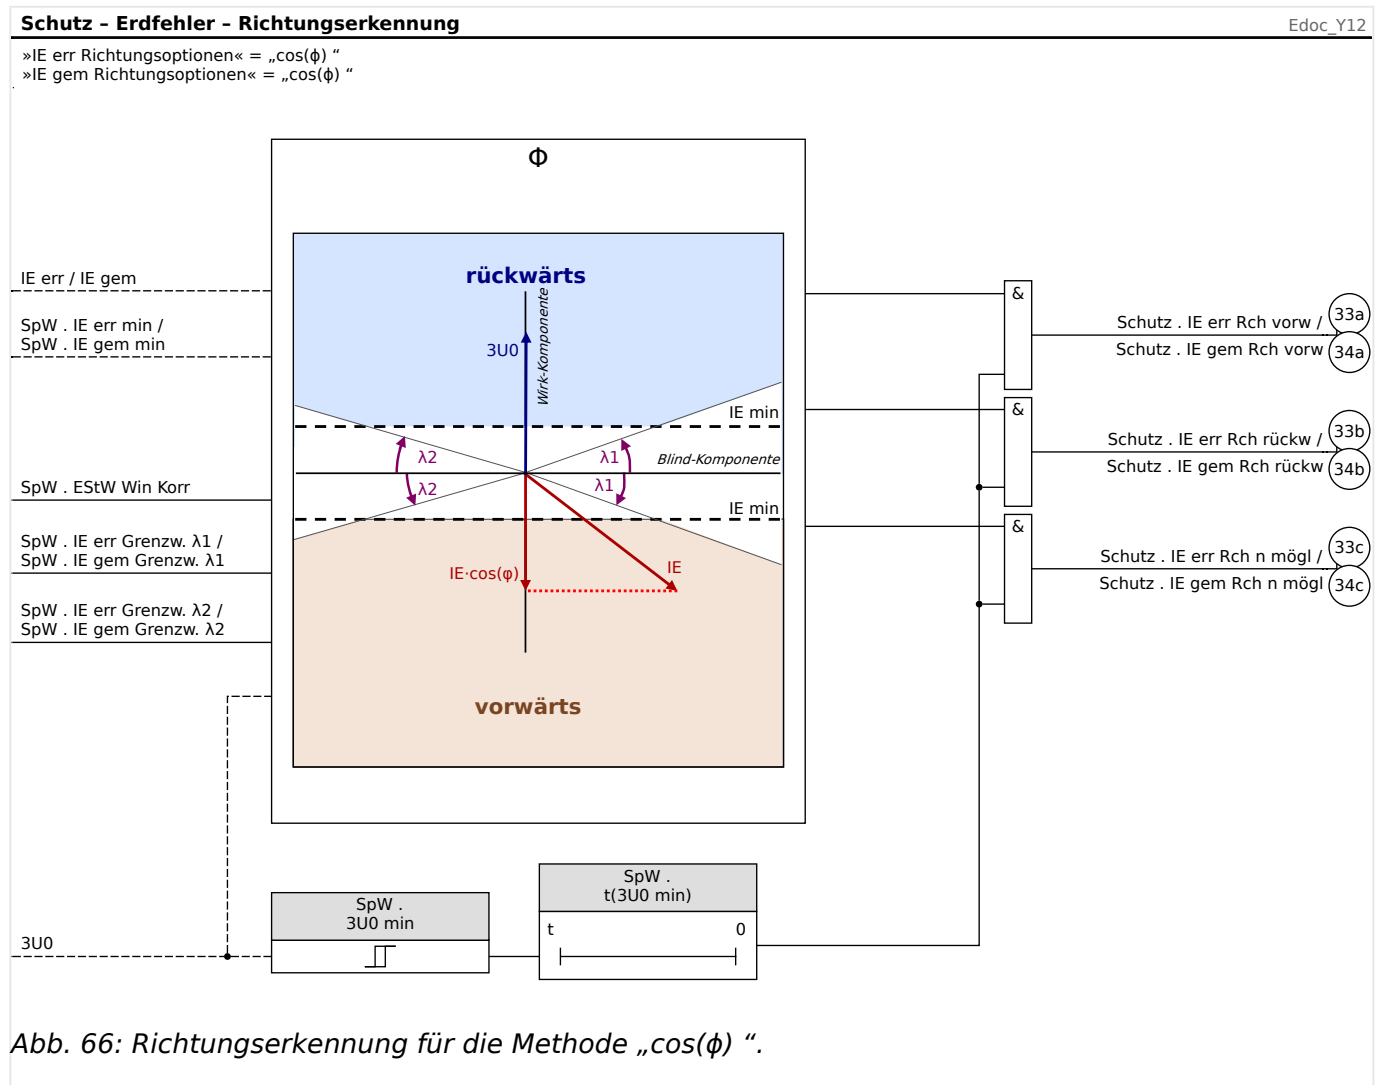 Schutz – Erdfehler – Richtungserkennung
Edoc_Y12
»IE err Richtungsoptionen« = „cos(ϕ) “
»IE gem Richtungsoptionen« = „cos(ϕ) “
Φ
IE err / IE gem
SpW . IE err min /
SpW . IE gem min
SpW . EStW Win Korr
SpW . IE err Grenzw. λ1 /
SpW . IE gem Grenzw. λ1
SpW . IE err Grenzw. λ2 /
SpW . IE gem Grenzw. λ2
3U0
rückwärts
Wirk-Komponente
3U0
IE min
λ2
λ1
Blind-Komponente
λ2
λ1
IE min
IE·cos(φ)
IE
vorwärts
&
Schutz . IE err Rch vorw /
33a
Schutz . IE gem Rch vorw
34a
&
Schutz . IE err Rch rückw /
33b
Schutz . IE gem Rch rückw
34b
&
Schutz . IE err Rch n mögl /
33c
Schutz . IE gem Rch n mögl
34c
SpW .
3U0 min
SpW .
t(3U0 min)
t
0
Abb. 66: Richtungserkennung für die Methode „cos(ϕ) “.